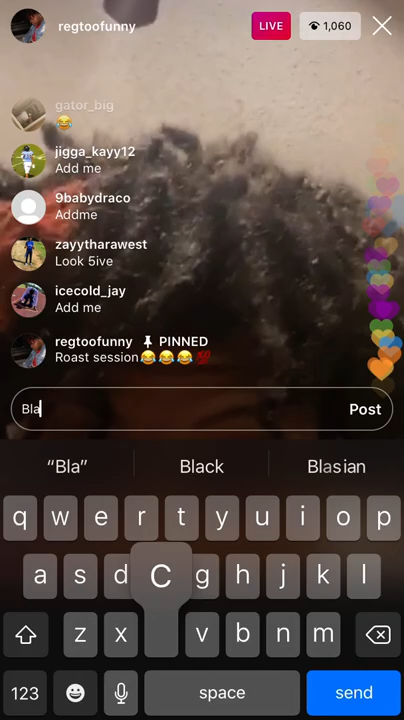 regtoofunny LIVE 1,060
gator_big
😂
jigga_kayy12
Add me
9babydraco
Addme
zayytharawest
Look 5ive
icecold_jay
Add me
regtoofunny 📌 PINNED
Roast session😂😂😂💯
Bla Post
“Bla” Black Blasian
q w e r t y u i o p
a s d C g h j k l
z x v b n m
123 space send